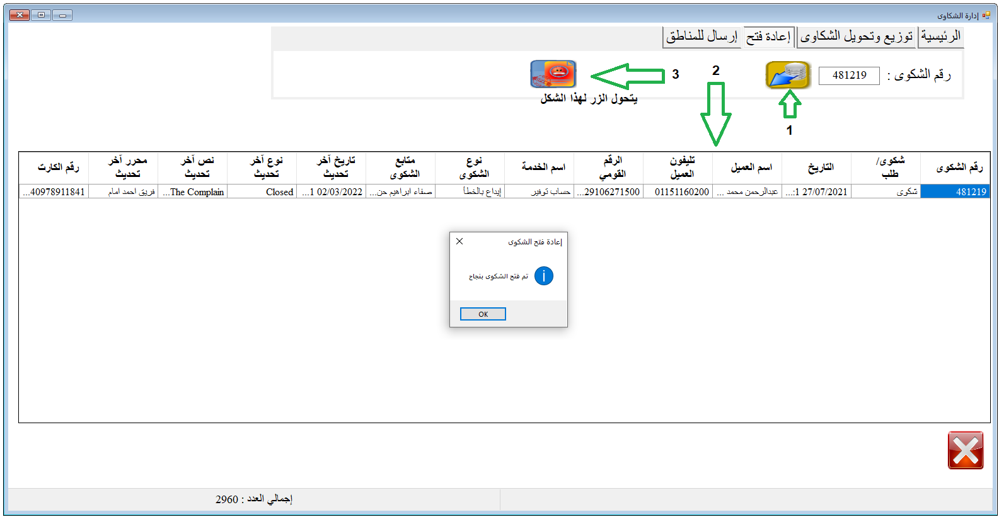 إدارة الشكاوى
الرئيسية
توزيع وتحويل الشكاوى
إعادة فتح
إرسال للمناطق
رقم الشكوى :
481219
1
2
3
يتحول الزر لهذا الشكل
رقم الشكوى
شكوى/
طلب
التاريخ
اسم العميل
تليفون
العميل
الرقم
القومي
اسم الخدمة
نوع
الشكوى
متابع
الشكوى
تاريخ آخر
تحديث
نوع آخر
تحديث
نص آخر
تحديث
محرر آخر
تحديث
رقم الكارت
481219
شكوى
27/07/2021 1:...
عبدالرحمن محمد ...
01151160200
29106271500...
حساب توفير
إيداع بالخطأ
صفاء ابراهيم حن...
02/03/2022 1...
Closed
The Complain...
فريق احمد امام
40978911841...
إعادة فتح الشكوى
تم فتح الشكوى بنجاح
OK
إجمالي العدد : 2960